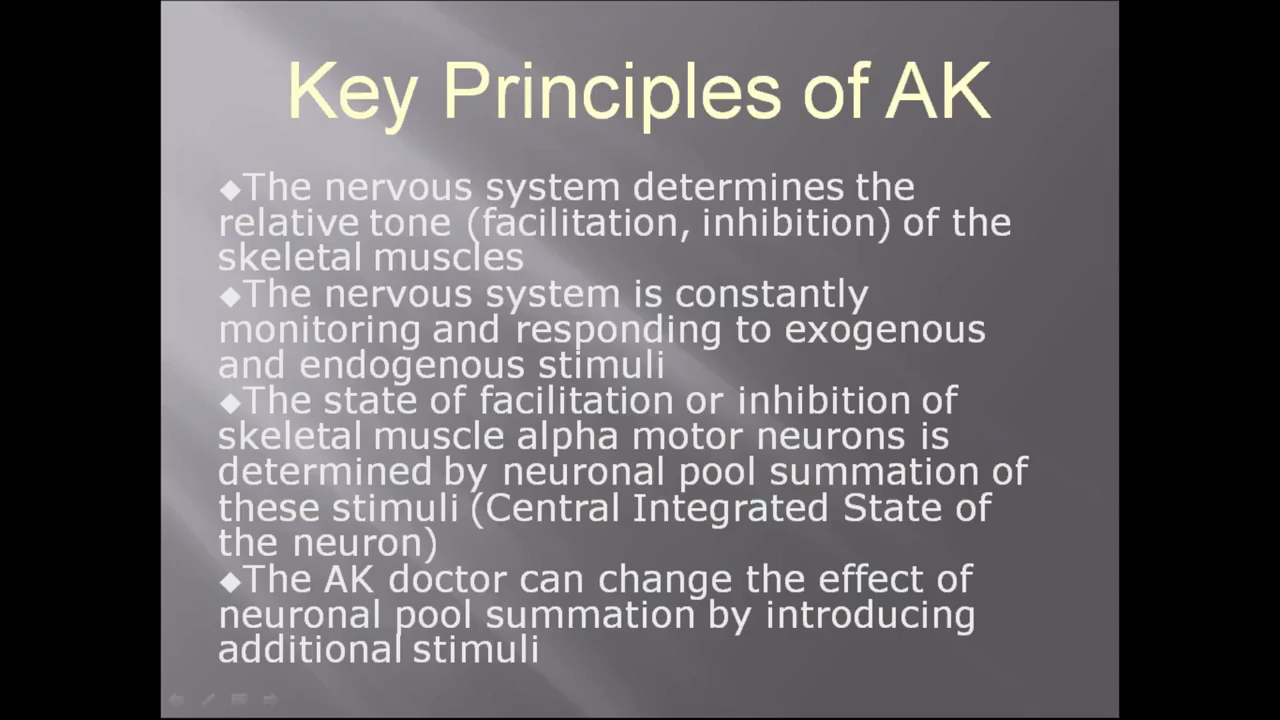 Key Principles of AK
◆The nervous system determines the
relative tone (facilitation, inhibition) of the
skeletal muscles
◆The nervous system is constantly
monitoring and responding to exogenous
and endogenous stimuli
◆The state of facilitation or inhibition of
skeletal muscle alpha motor neurons is
determined by neuronal pool summation of
these stimuli (Central Integrated State of
the neuron)
◆The AK doctor can change the effect of
neuronal pool summation by introducing
additional stimuli